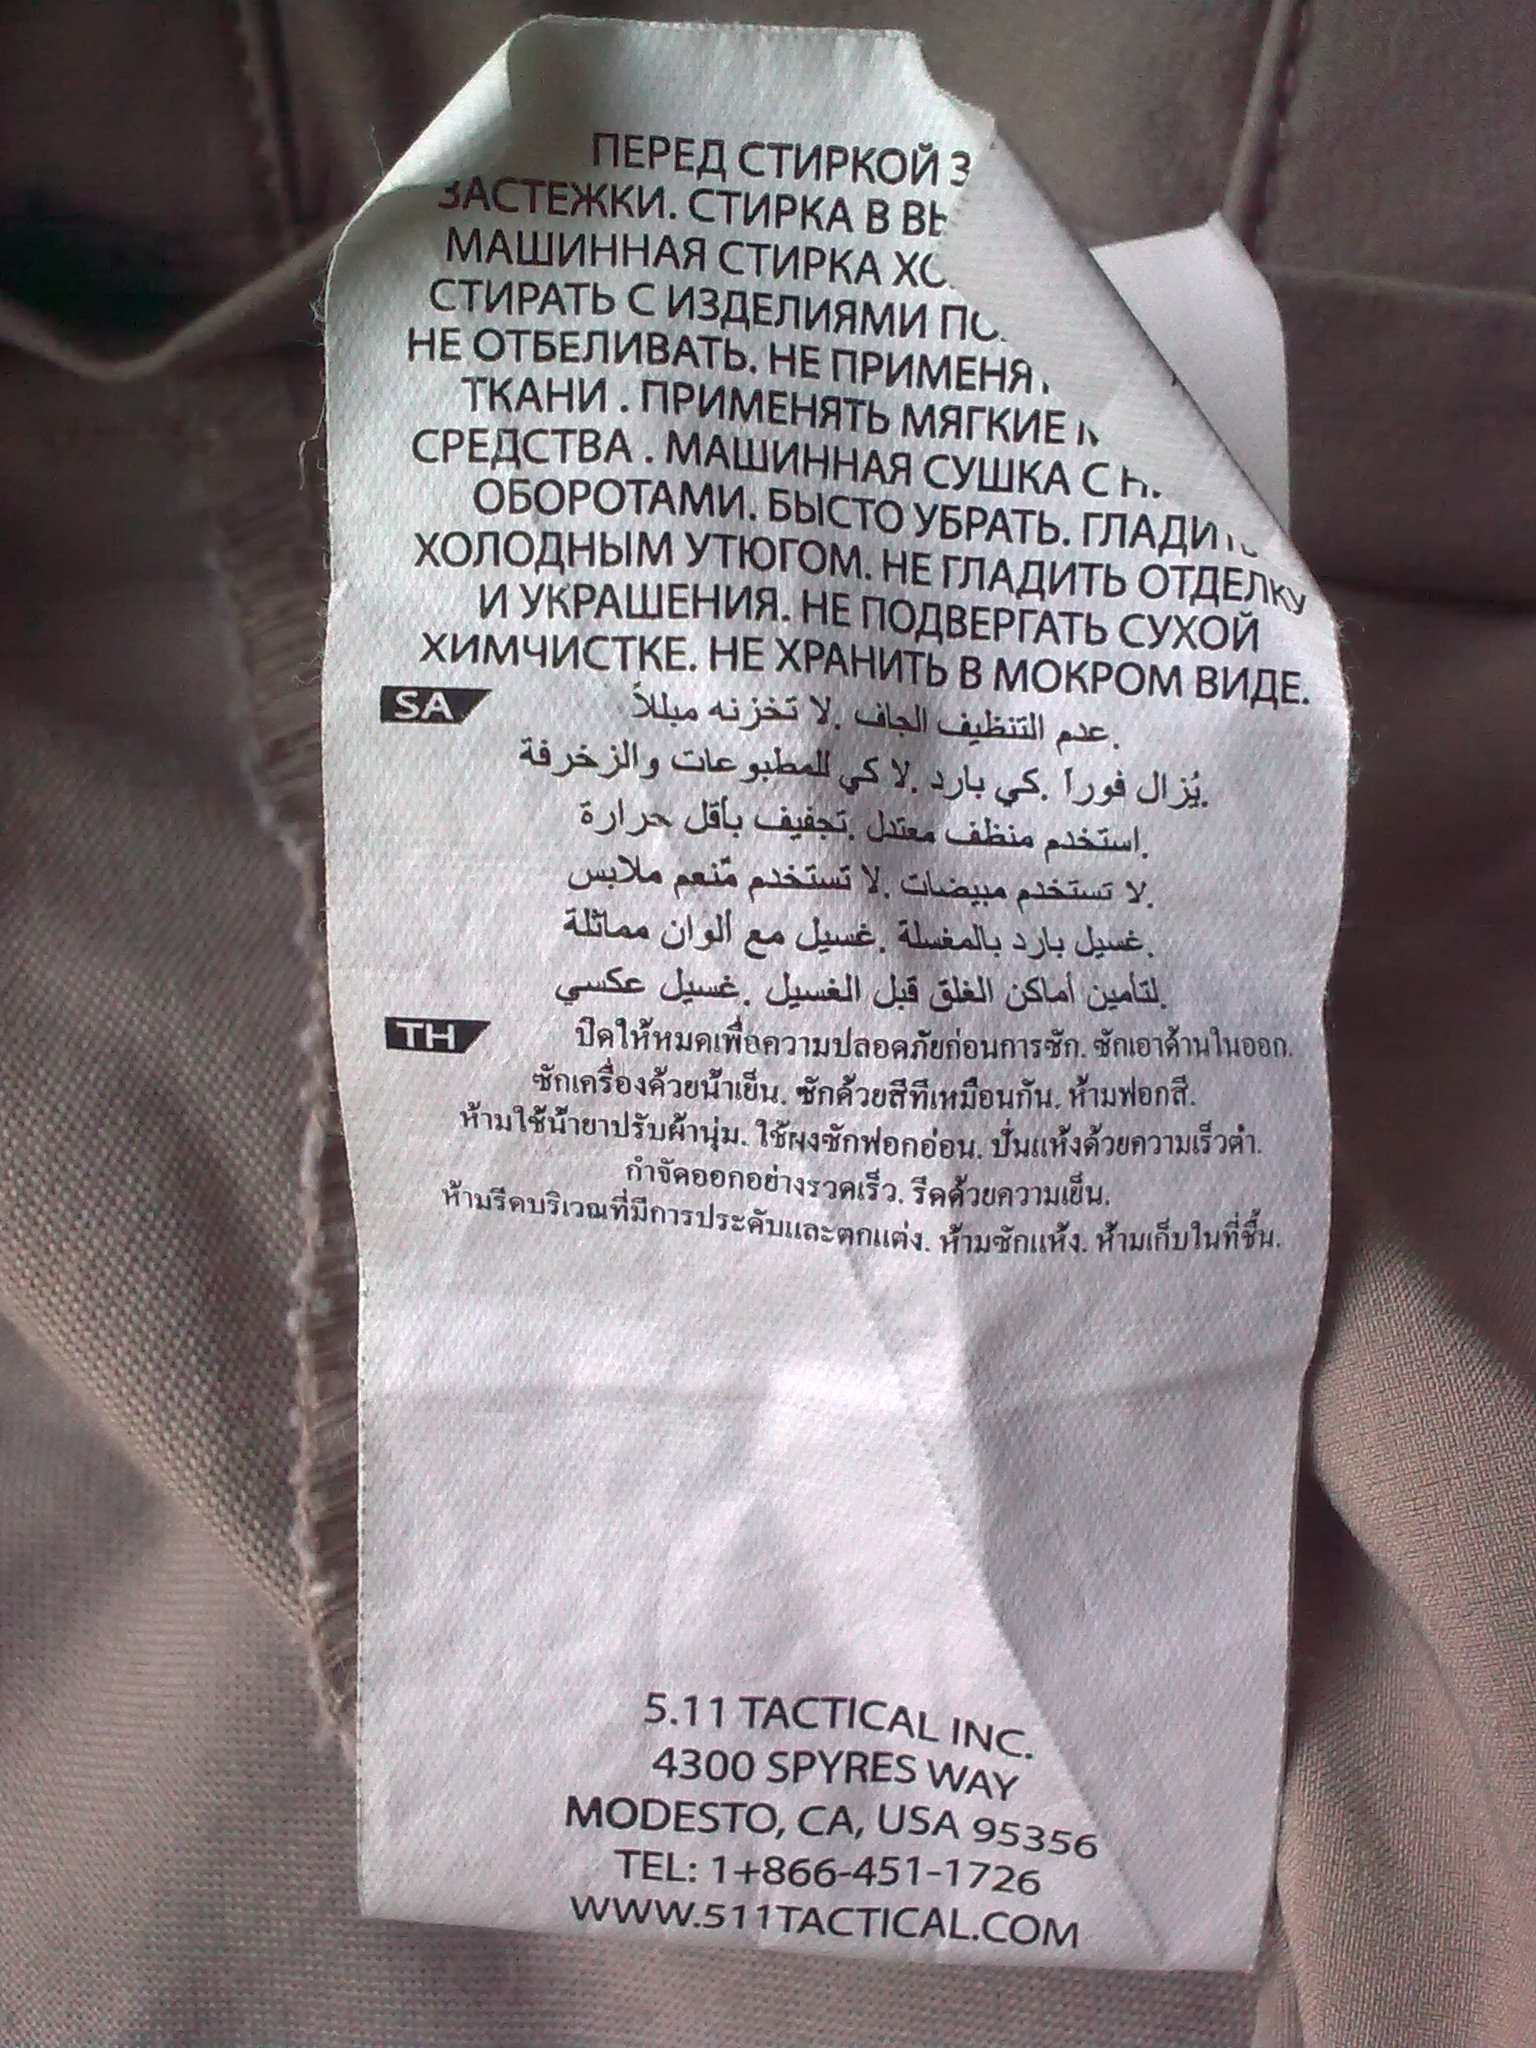 ПЕРЕД СТИРКОЙ
ЗАСТЕЖКИ. СТИРКА В
МАШИННАЯ СТИРКА
СТИРАТЬ С ИЗДЕЛИЯМИ
НЕ ОТБЕЛИВАТЬ. НЕ
ТКАНИ . ПРИМЕНЯТЬ МЯГКИЕ
СРЕДСТВА . МАШИННАЯ СУШКА С
ОБОРОТАМИ. БЫСТО УБРАТЬ. ГЛАДИТЬ
ХОЛОДНЫМ УТЮГОМ. НЕ ГЛАДИТЬ ОТДЕЛКУ
И УКРАШЕНИЯ. НЕ ПОДВЕРГАТЬ СУХОЙ
ХИМЧИСТКЕ. НЕ ХРАНИТЬ В МОКРОМ ВИДЕ.
SA
.عدم التنظيف الجاف .لا تخزنه مبللاً
.يُزال فوراً .كي بارد .لا كي للمطبوعات والزخرفة
.استخدم منظف معتدل .تجفيف بأقل حرارة
.لا تستخدم مبيضات .لا تستخدم مّنعم ملابس
.غسيل بارد بالمغسلة .غسيل مع ألوان مماثلة
.لتأمين أماكن الغلق قبل الغسيل .غسيل عكسي
TH
ปิดให้หมดเพื่อความปลอดภัยก่อนการซัก. ซักเอาด้านในออก.
ซักเครื่องด้วยน้ำเย็น. ซักด้วยสีที่เหมือนกัน. ห้ามฟอกสี.
ห้ามใช้น้ำยาปรับผ้านุ่ม. ใช้ผงซักฟอกอ่อน. ปั่นแห้งด้วยความเร็วต่ำ.
กำจัดออกอย่างรวดเร็ว. รีดด้วยความเย็น.
ห้ามรีดบริเวณที่มีการประดับและตกแต่ง. ห้ามซักแห้ง. ห้ามเก็บในที่ชื้น.
5.11 TACTICAL INC.
4300 SPYRES WAY
MODESTO, CA, USA 95356
TEL: 1+866-451-1726
WWW.511TACTICAL.COM